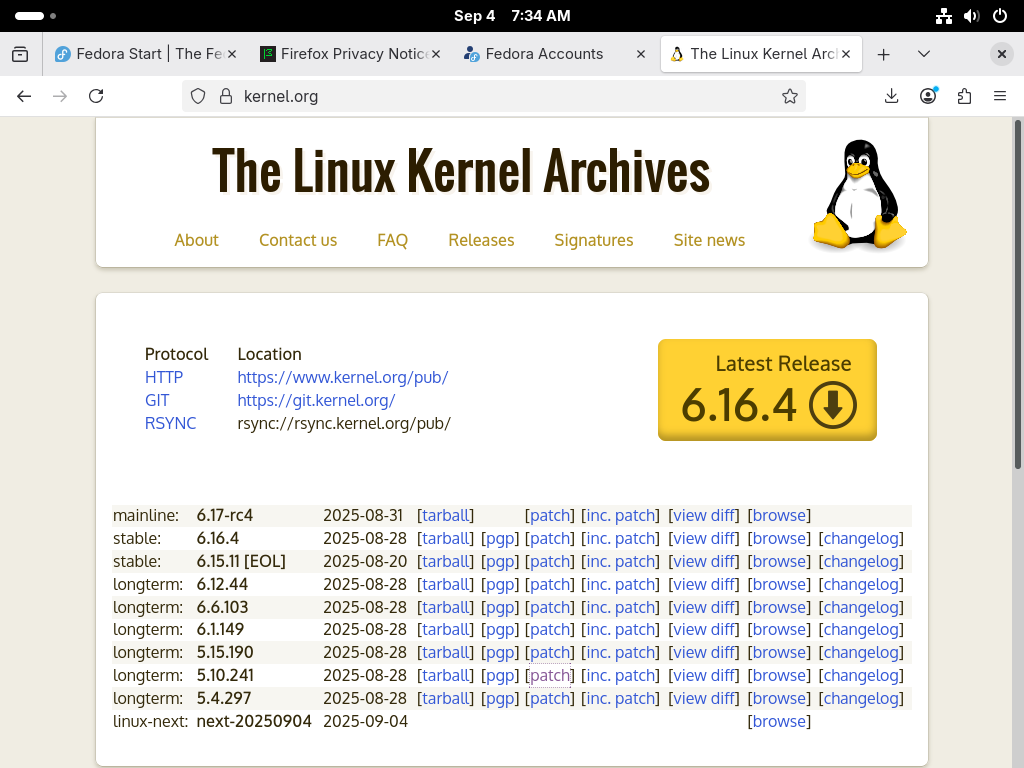 Sep 4 7:34 AM
Fedora Start | The Fe
Firefox Privacy Notice
Fedora Accounts
The Linux Kernel Arc
kernel.org
The Linux Kernel Archives
About Contact us FAQ Releases Signatures Site news
Protocol Location
HTTP https://www.kernel.org/pub/
GIT https://git.kernel.org/
RSYNC rsync://rsync.kernel.org/pub/
Latest Release
6.16.4
mainline: 6.17-rc4 2025-08-31 [tarball] [patch] [inc. patch] [view diff] [browse]
stable: 6.16.4 2025-08-28 [tarball] [pgp] [patch] [inc. patch] [view diff] [browse] [changelog]
stable: 6.15.11 [EOL] 2025-08-20 [tarball] [pgp] [patch] [inc. patch] [view diff] [browse] [changelog]
longterm: 6.12.44 2025-08-28 [tarball] [pgp] [patch] [inc. patch] [view diff] [browse] [changelog]
longterm: 6.6.103 2025-08-28 [tarball] [pgp] [patch] [inc. patch] [view diff] [browse] [changelog]
longterm: 6.1.149 2025-08-28 [tarball] [pgp] [patch] [inc. patch] [view diff] [browse] [changelog]
longterm: 5.15.190 2025-08-28 [tarball] [pgp] [patch] [inc. patch] [view diff] [browse] [changelog]
longterm: 5.10.241 2025-08-28 [tarball] [pgp] [patch] [inc. patch] [view diff] [browse] [changelog]
longterm: 5.4.297 2025-08-28 [tarball] [pgp] [patch] [inc. patch] [view diff] [browse] [changelog]
linux-next: next-20250904 2025-09-04 [browse]